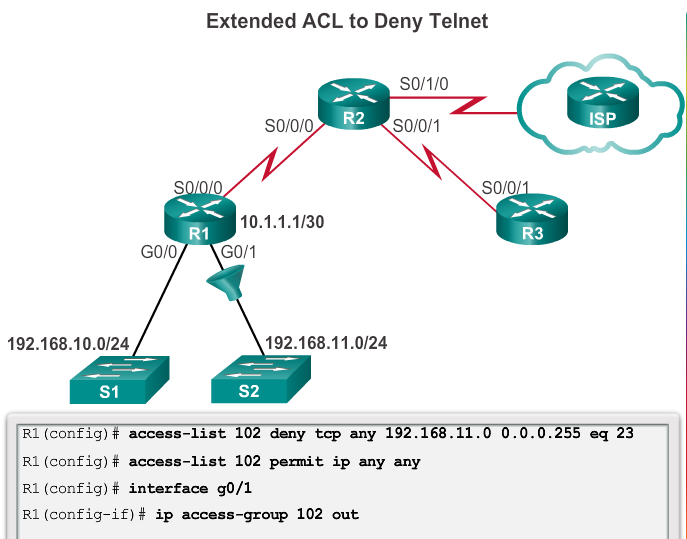 Extended ACL to Deny Telnet
S0/1/0
R2
ISP
S0/0/0
S0/0/1
S0/0/0
S0/0/1
10.1.1.1/30
R1
R3
G0/0
G0/1
192.168.10.0/24
192.168.11.0/24
S1
S2
R1(config)# access-list 102 deny tcp any 192.168.11.0 0.0.0.255 eq 23
R1(config)# access-list 102 permit ip any any
R1(config)# interface g0/1
R1(config-if)# ip access-group 102 out